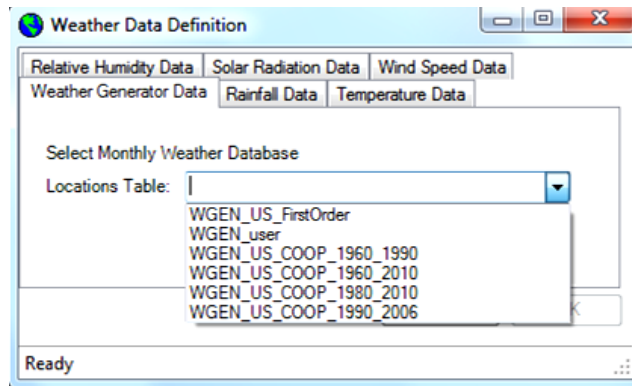 Weather Data Definition
Relative Humidity Data Solar Radiation Data Wind Speed Data
Weather Generator Data Rainfall Data Temperature Data
Select Monthly Weather Database
Locations Table:
WGEN_US_FirstOrder
WGEN_user
WGEN_US_COOP_1960_1990
WGEN_US_COOP_1960_2010
WGEN_US_COOP_1980_2010
WGEN_US_COOP_1990_2006
Ready